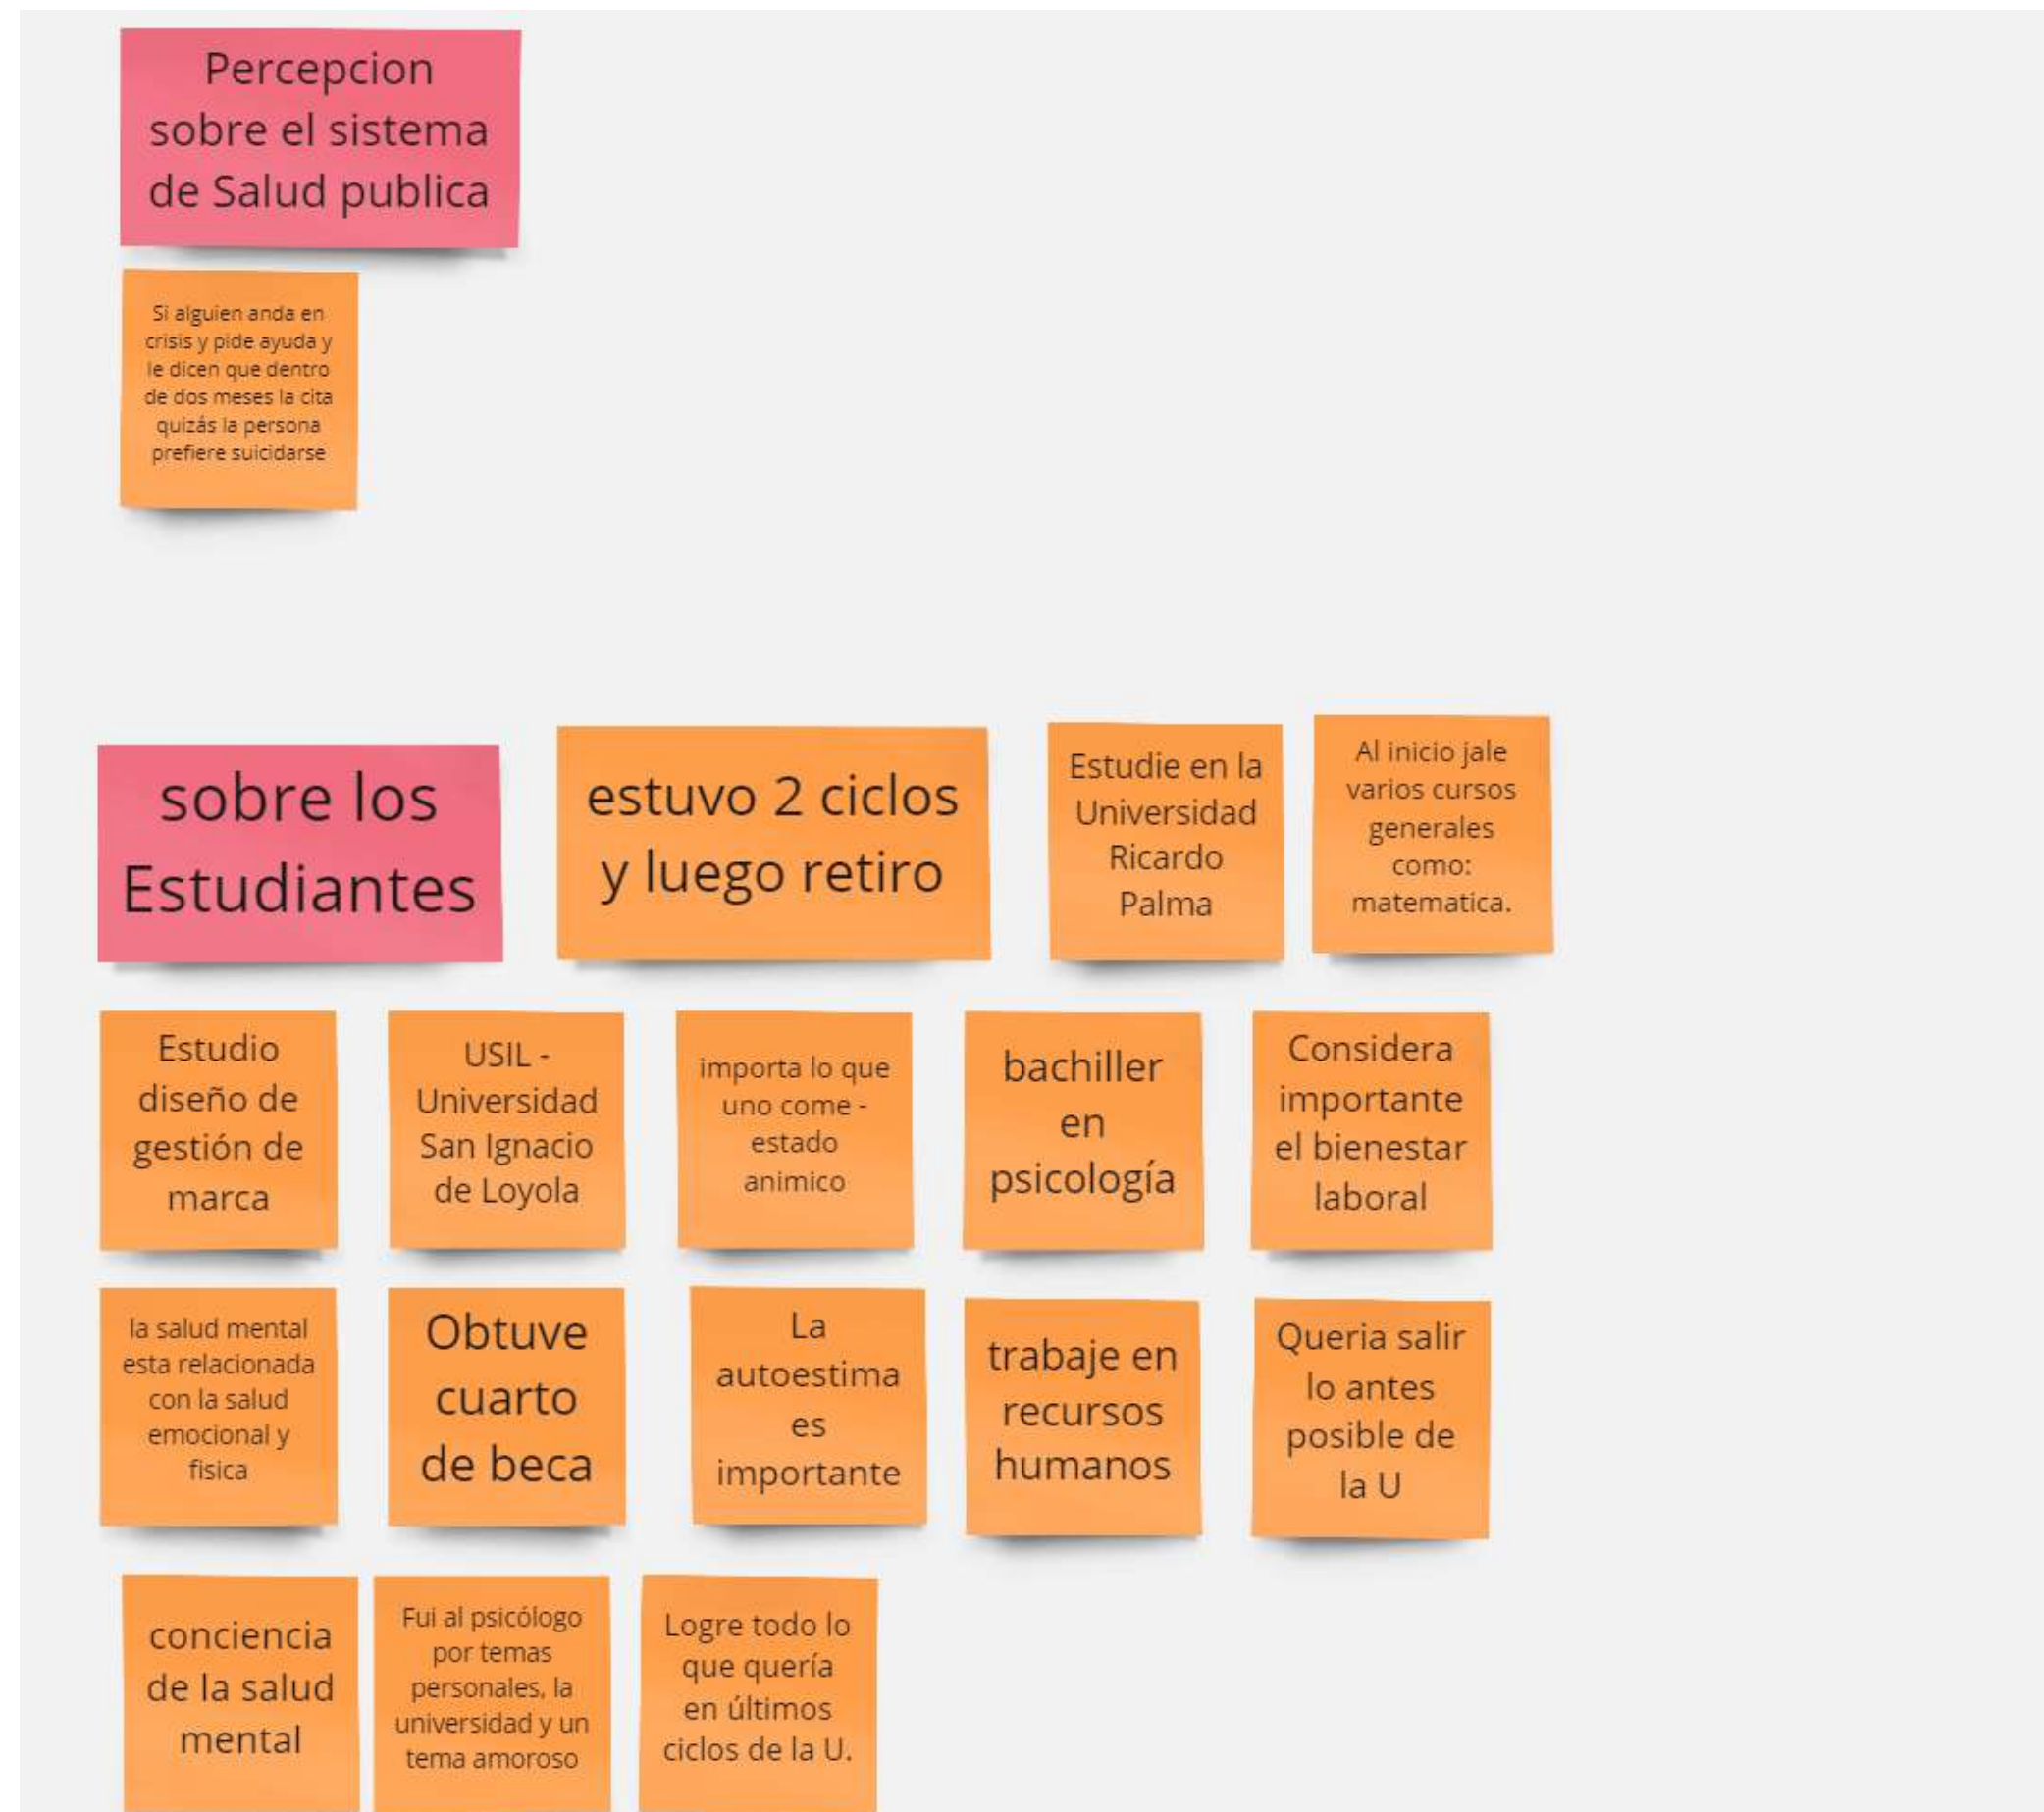 Percepcion
sobre el sistema
de Salud publica
Si alguien anda en
crisis y pide ayuda y
le dicen que dentro
de dos meses la cita
quizás la persona
prefiere suicidarse
sobre los
Estudiantes
estuvo 2 ciclos
y luego retiro
Estudie en la
Universidad
Ricardo
Palma
Al inicio jale
varios cursos
generales
como:
matematica.
Estudio
diseño de
gestión de
marca
USIL -
Universidad
San Ignacio
de Loyola
importa lo que
uno come -
estado
animico
bachiller
en
psicología
Considera
importante
el bienestar
laboral
la salud mental
esta relacionada
con la salud
emocional y
fisica
Obtuve
cuarto
de beca
La
autoestima
es
importante
trabaje en
recursos
humanos
Queria salir
lo antes
posible de
la U
conciencia
de la salud
mental
Fui al psicólogo
por temas
personales, la
universidad y un
tema amoroso
Logre todo lo
que quería
en últimos
ciclos de la U.